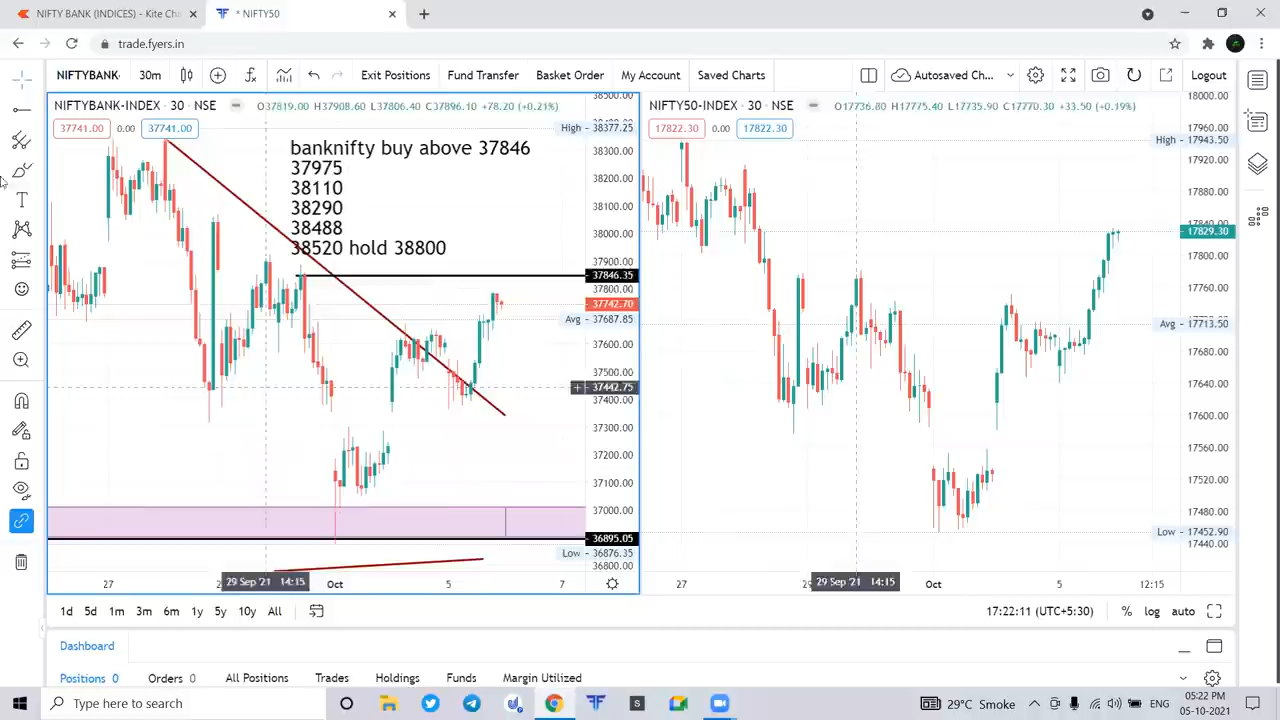 NIFTY BANK (INDICES) - Kite Cha
* NIFTY50
trade.fyers.in
NIFTYBANK- 30m Exit Positions Fund Transfer Basket Order My Account Saved Charts Autosaved Ch... Logout
NIFTYBANK-INDEX · 30 · NSE O37819.00 H37908.60 L37806.40 C37896.10 +78.20 (+0.21%)
37741.00 0.00 37741.00
banknifty buy above 37846
37975
38110
38290
38488
38520 hold 38800
38500.00
High - 38377.25
38300.00
38200.00
38100.00
38000.00
37900.00
37846.35
37800.00
37742.70
Avg - 37687.85
37600.00
37500.00
37442.75
37400.00
37300.00
37200.00
37100.00
37000.00
36895.05
Low - 36876.35
36800.00
27 29 Sep '21 14:15 Oct 5 7
NIFTY50-INDEX · 30 · NSE O17736.80 H17775.40 L17735.90 C17770.30 +33.50 (+0.19%)
17822.30 0.00 17822.30
18000.00
17960.00
High - 17943.50
17920.00
17880.00
17840.00
17829.30
17800.00
17760.00
Avg - 17713.50
17680.00
17640.00
17600.00
17560.00
17520.00
17480.00
Low - 17452.90
17440.00
27 29 Sep '21 14:15 Oct 5 12:15
1d 5d 1m 3m 6m 1y 5y 10y All 17:22:11 (UTC+5:30) % log auto
Dashboard
Positions 0 Orders 0 All Positions Trades Holdings Funds Margin Utilized
Type here to search 29°C Smoke ENG 05:22 PM
05-10-2021